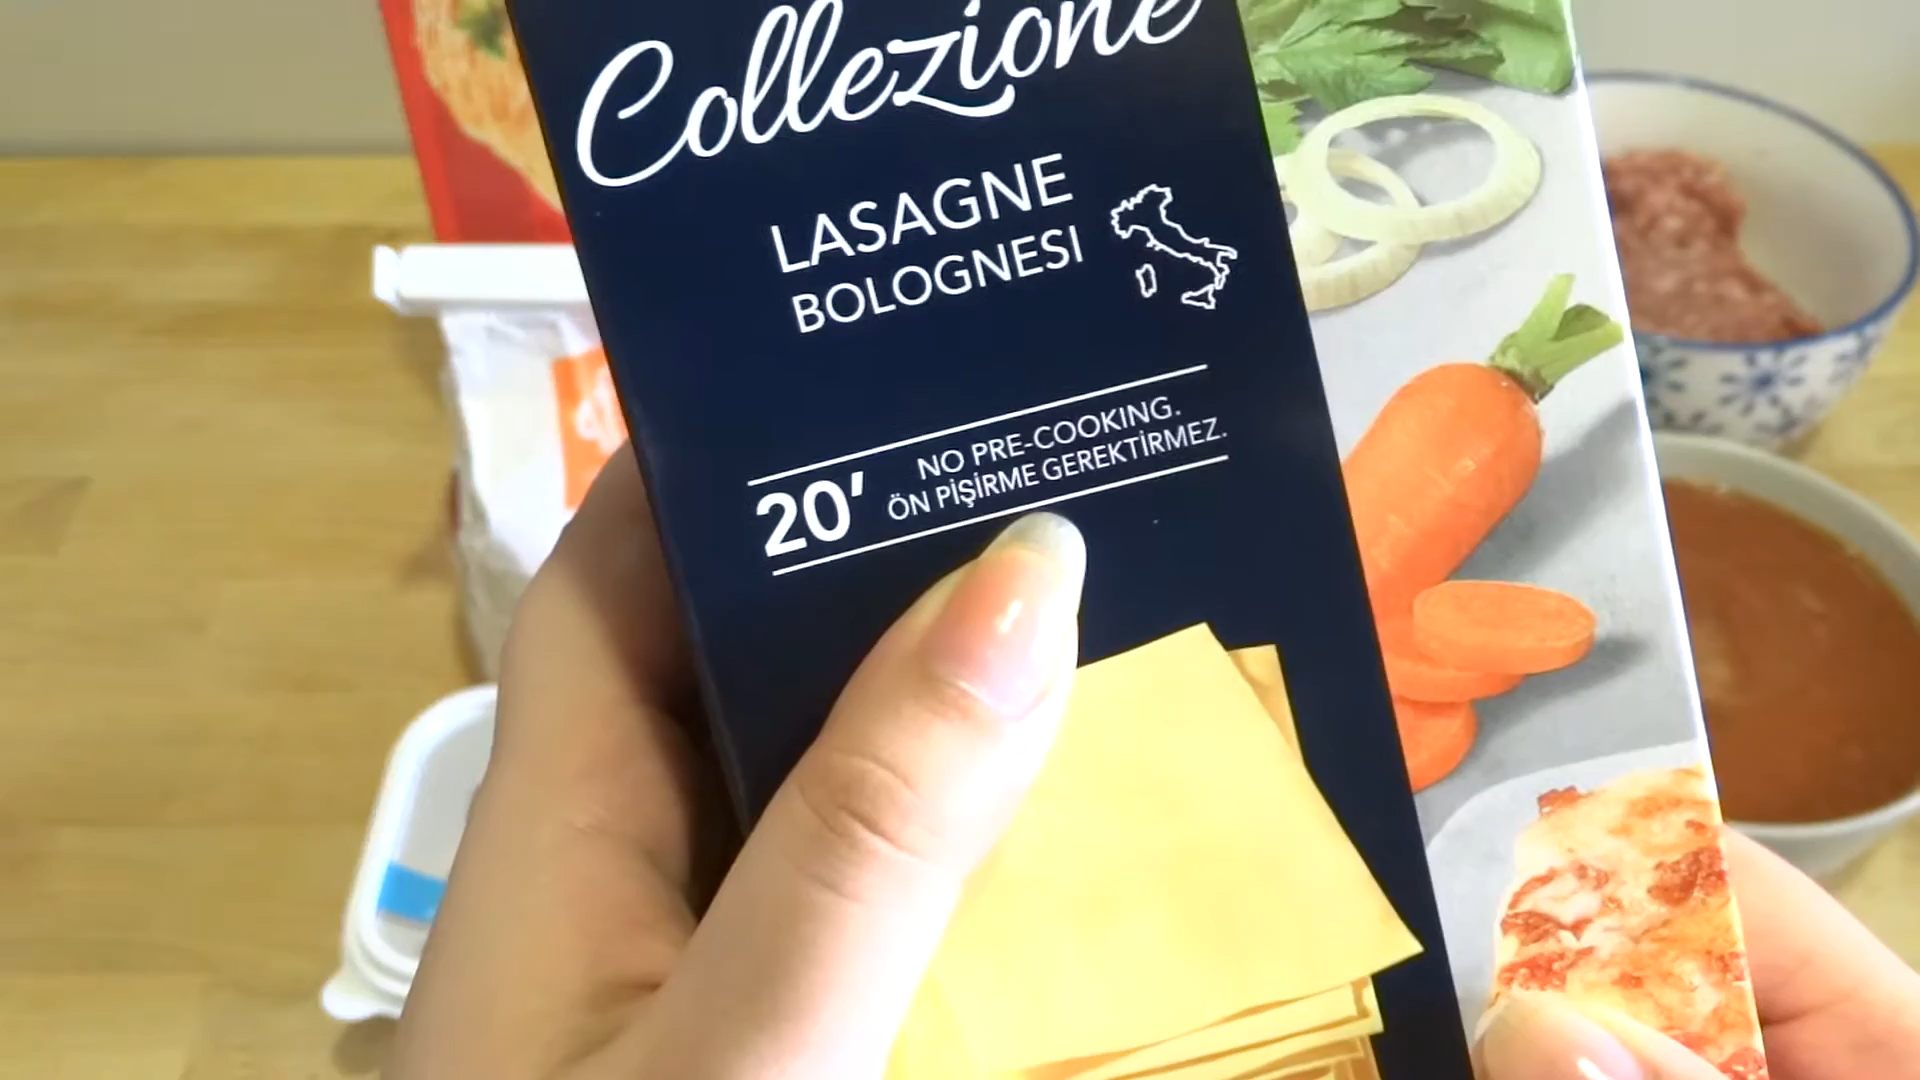 Collezione
LASAGNE
BOLOGNESI
20′
NO PRE-COOKING.
ÖN PİŞİRME GEREKTİRMEZ.